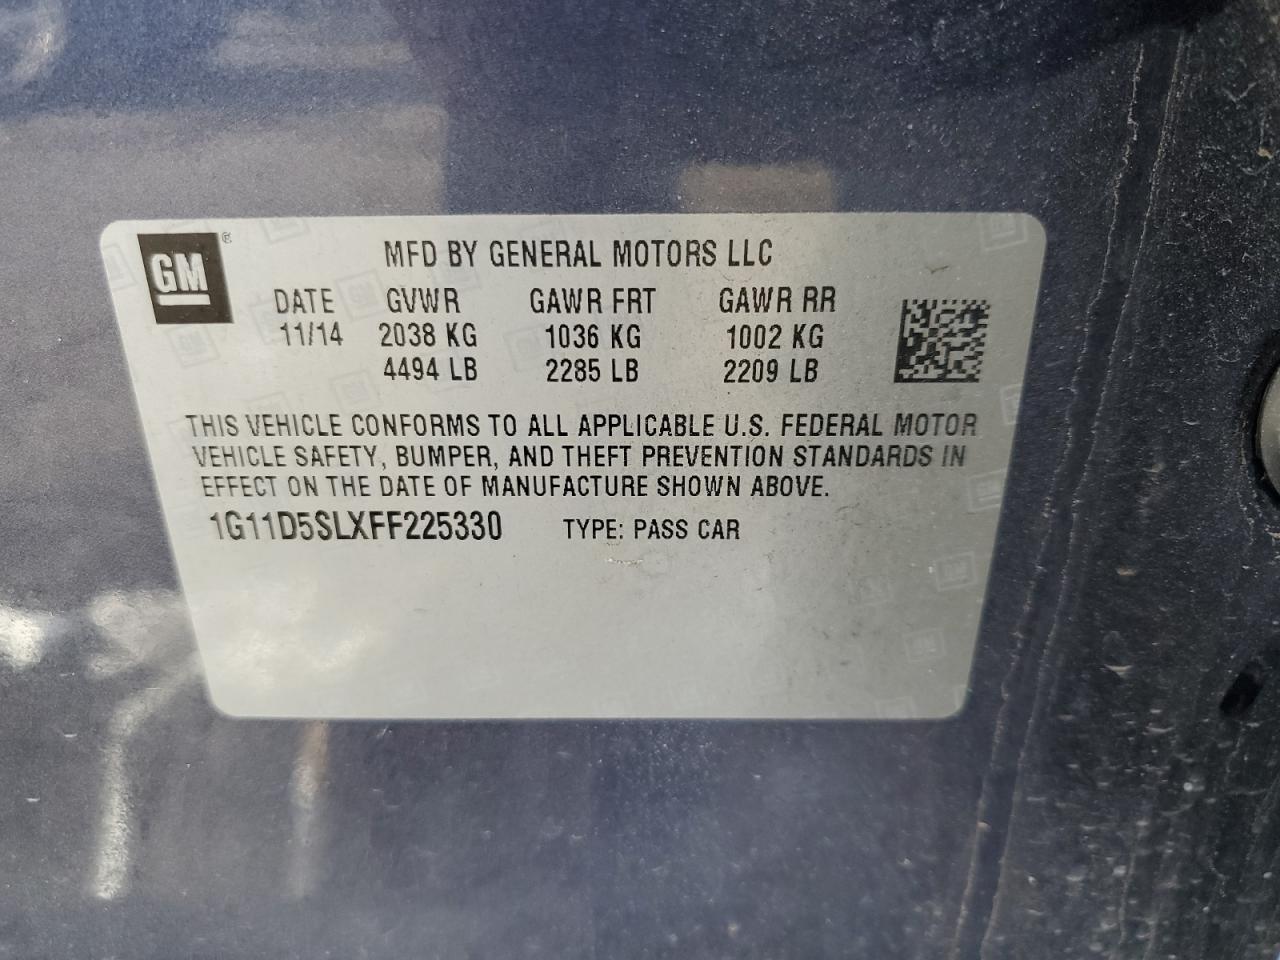 GM®
MFD BY GENERAL MOTORS LLC
DATE GVWR GAWR FRT GAWR RR
11/14 2038 KG 1036 KG 1002 KG
4494 LB 2285 LB 2209 LB
THIS VEHICLE CONFORMS TO ALL APPLICABLE U.S. FEDERAL MOTOR
VEHICLE SAFETY, BUMPER, AND THEFT PREVENTION STANDARDS IN
EFFECT ON THE DATE OF MANUFACTURE SHOWN ABOVE.
1G11D5SLXFF225330 TYPE: PASS CAR